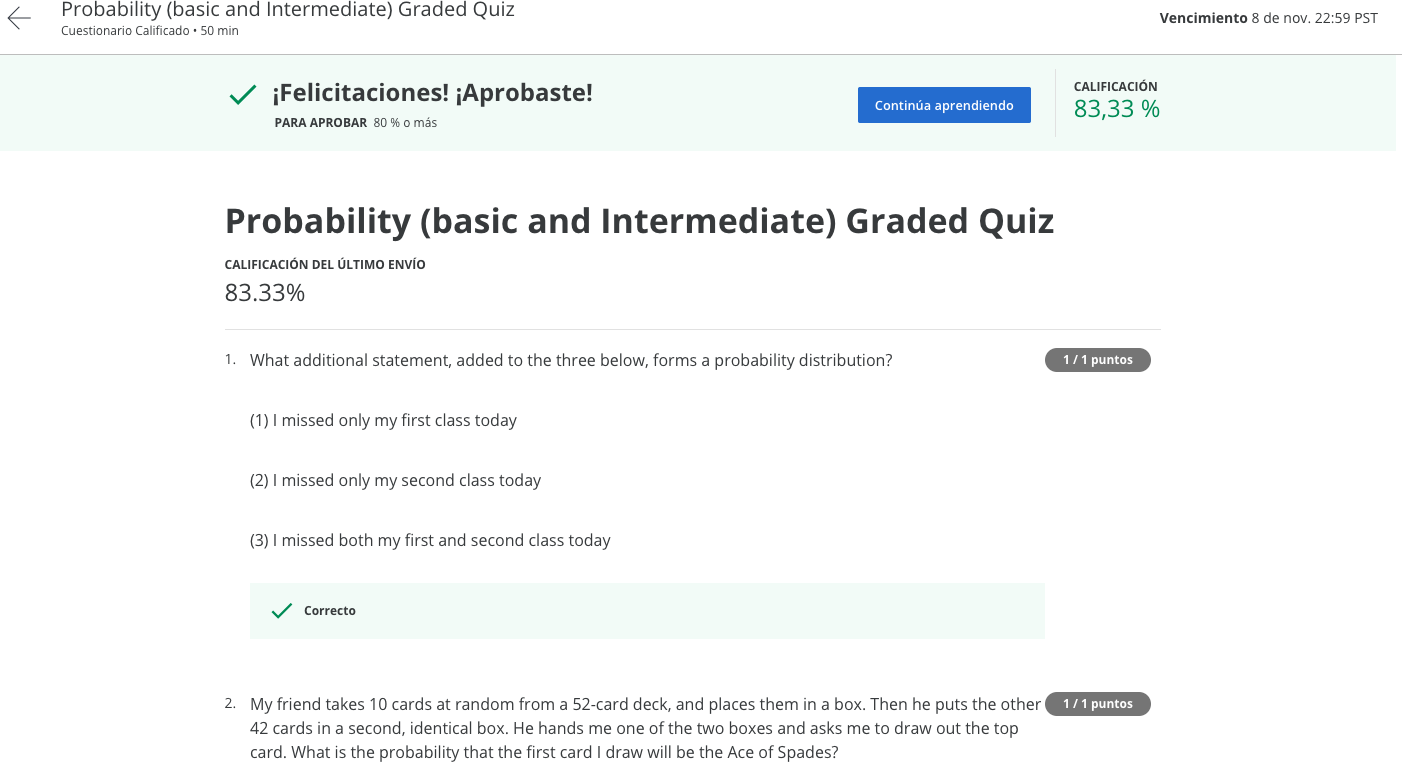 Probability (basic and Intermediate) Graded Quiz
Cuestionario Calificado • 50 min
Vencimiento 8 de nov. 22:59 PST
¡Felicitaciones! ¡Aprobaste!
PARA APROBAR 80 % o más
Continúa aprendiendo
CALIFICACIÓN
83,33 %
Probability (basic and Intermediate) Graded Quiz
CALIFICACIÓN DEL ÚLTIMO ENVÍO
83.33%
1. What additional statement, added to the three below, forms a probability distribution?
1 / 1 puntos
(1) I missed only my first class today
(2) I missed only my second class today
(3) I missed both my first and second class today
Correcto
2. My friend takes 10 cards at random from a 52-card deck, and places them in a box. Then he puts the other
1 / 1 puntos
42 cards in a second, identical box. He hands me one of the two boxes and asks me to draw out the top
card. What is the probability that the first card I draw will be the Ace of Spades?